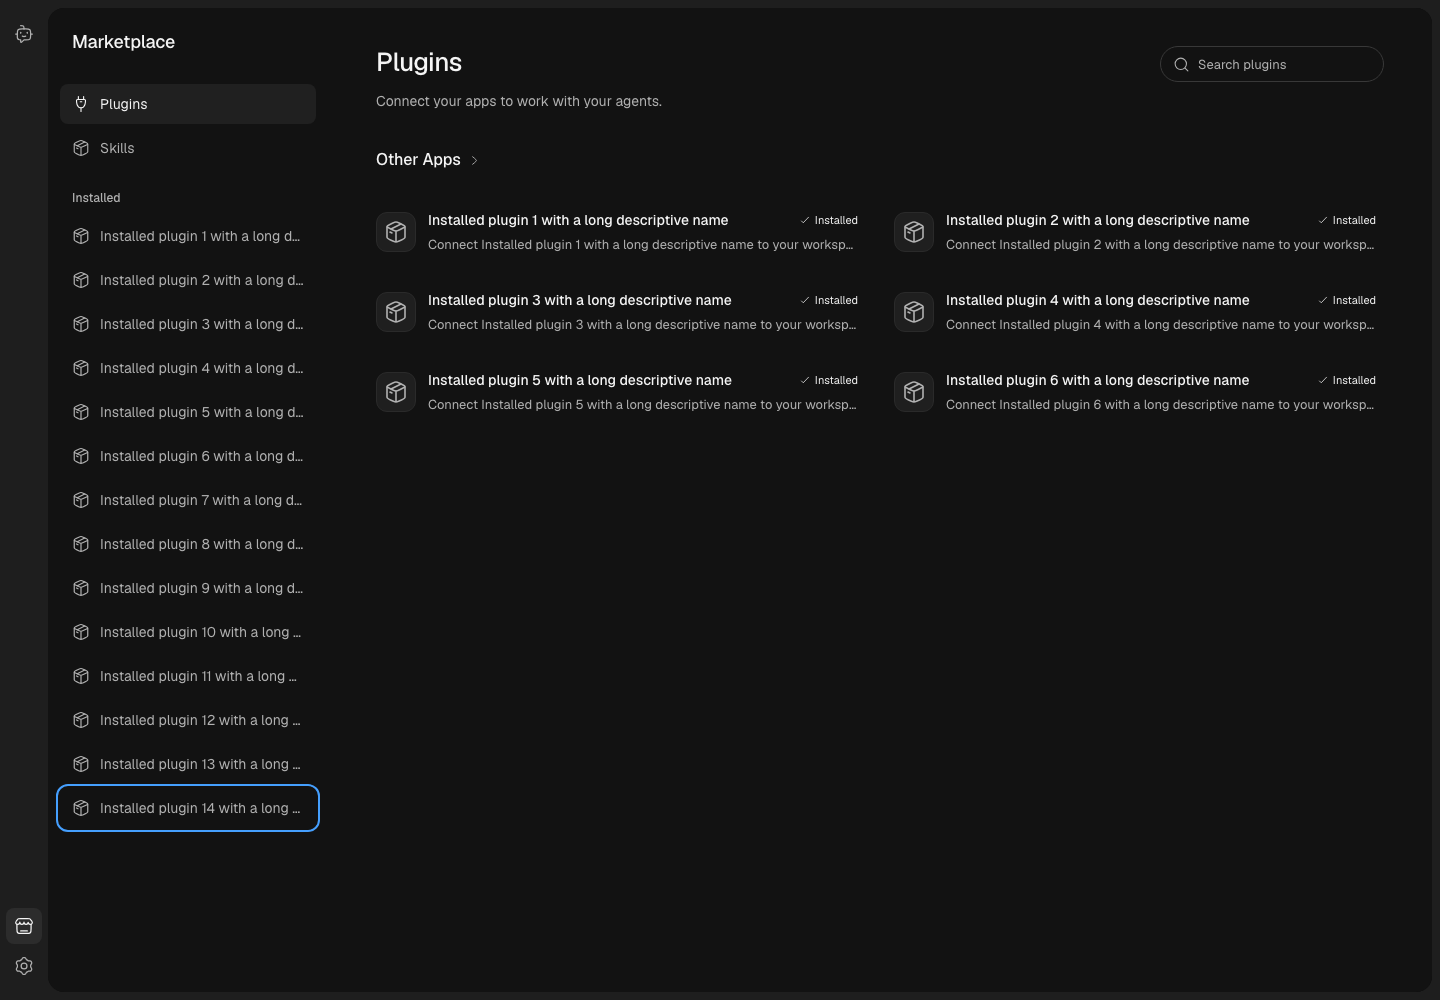 Marketplace
Plugins
Skills
Installed
Installed plugin 1 with a long d...
Installed plugin 2 with a long d...
Installed plugin 3 with a long d...
Installed plugin 4 with a long d...
Installed plugin 5 with a long d...
Installed plugin 6 with a long d...
Installed plugin 7 with a long d...
Installed plugin 8 with a long d...
Installed plugin 9 with a long d...
Installed plugin 10 with a long ...
Installed plugin 11 with a long ...
Installed plugin 12 with a long ...
Installed plugin 13 with a long ...
Installed plugin 14 with a long ...
Plugins
Search plugins
Connect your apps to work with your agents.
Other Apps
Installed plugin 1 with a long descriptive name
Installed
Connect Installed plugin 1 with a long descriptive name to your worksp...
Installed plugin 2 with a long descriptive name
Installed
Connect Installed plugin 2 with a long descriptive name to your worksp...
Installed plugin 3 with a long descriptive name
Installed
Connect Installed plugin 3 with a long descriptive name to your worksp...
Installed plugin 4 with a long descriptive name
Installed
Connect Installed plugin 4 with a long descriptive name to your worksp...
Installed plugin 5 with a long descriptive name
Installed
Connect Installed plugin 5 with a long descriptive name to your worksp...
Installed plugin 6 with a long descriptive name
Installed
Connect Installed plugin 6 with a long descriptive name to your worksp...